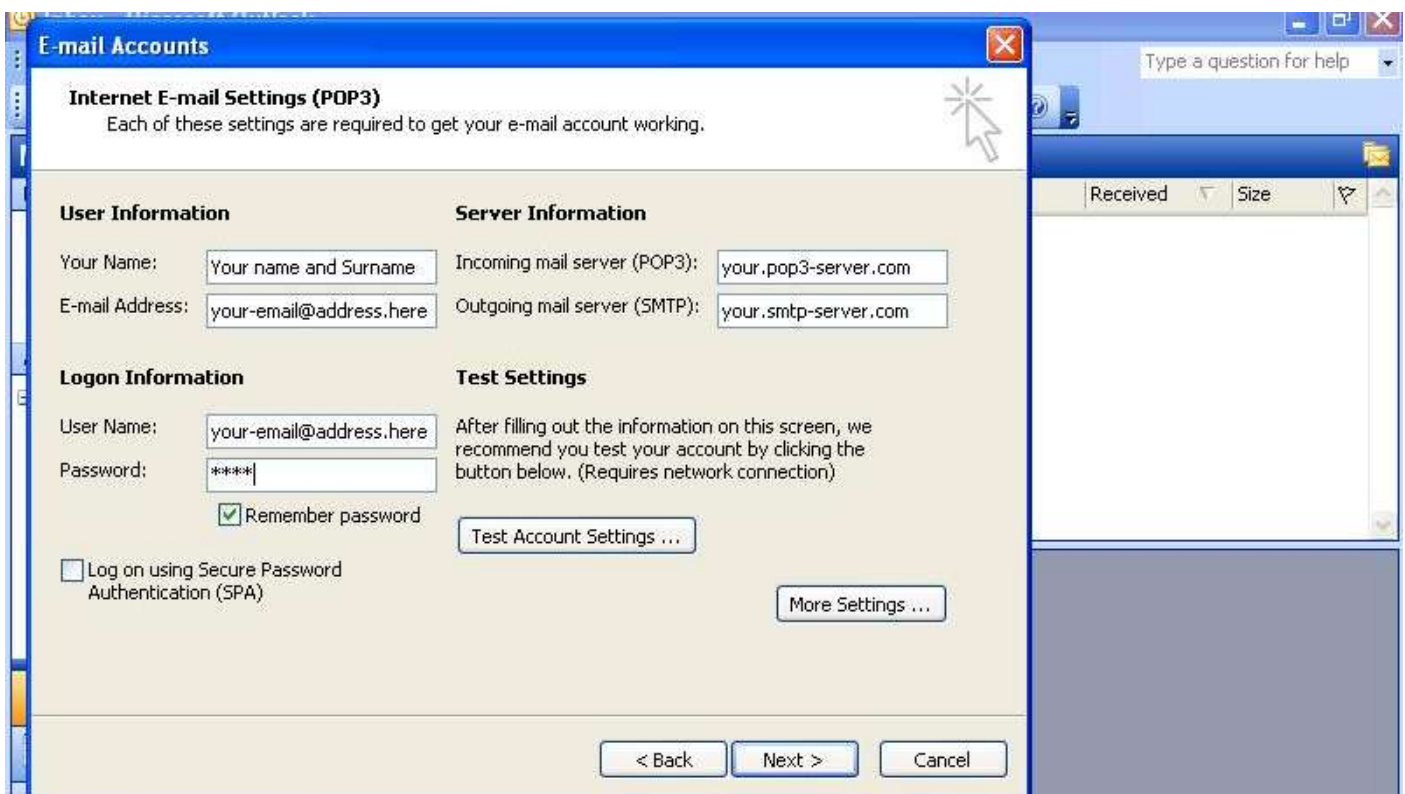 E-mail Accounts
Type a question for help
Internet E-mail Settings (POP3)
Each of these settings are required to get your e-mail account working.
Received Size
User Information
Your Name: Your name and Surname
E-mail Address: your-email@address.here
Server Information
Incoming mail server (POP3): your.pop3-server.com
Outgoing mail server (SMTP): your.smtp-server.com
Logon Information
User Name: your-email@address.here
Password: ****
Remember password
Log on using Secure Password
Authentication (SPA)
Test Settings
After filling out the information on this screen, we
recommend you test your account by clicking the
button below. (Requires network connection)
Test Account Settings ...
More Settings ...
< Back Next > Cancel